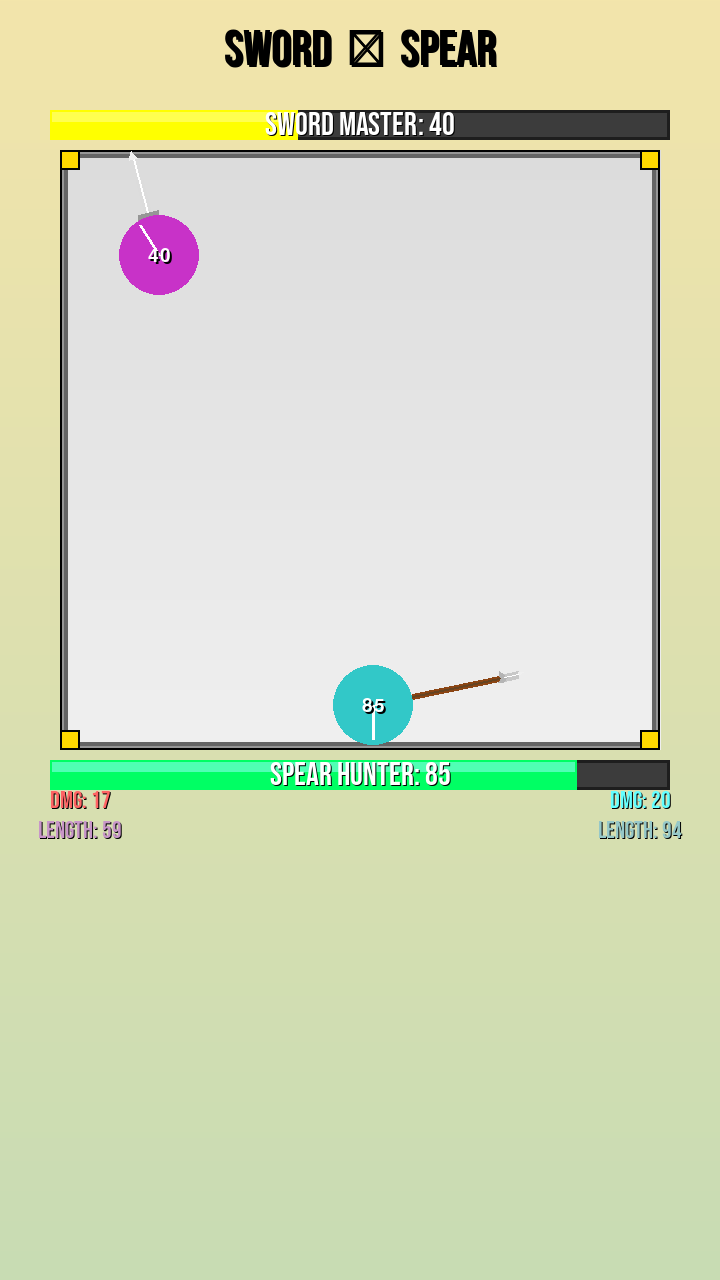 SWORD ☒ SPEAR
SWORD MASTER: 40
40
85
SPEAR HUNTER: 85
DMG: 17
DMG: 20
LENGTH: 59
LENGTH: 94